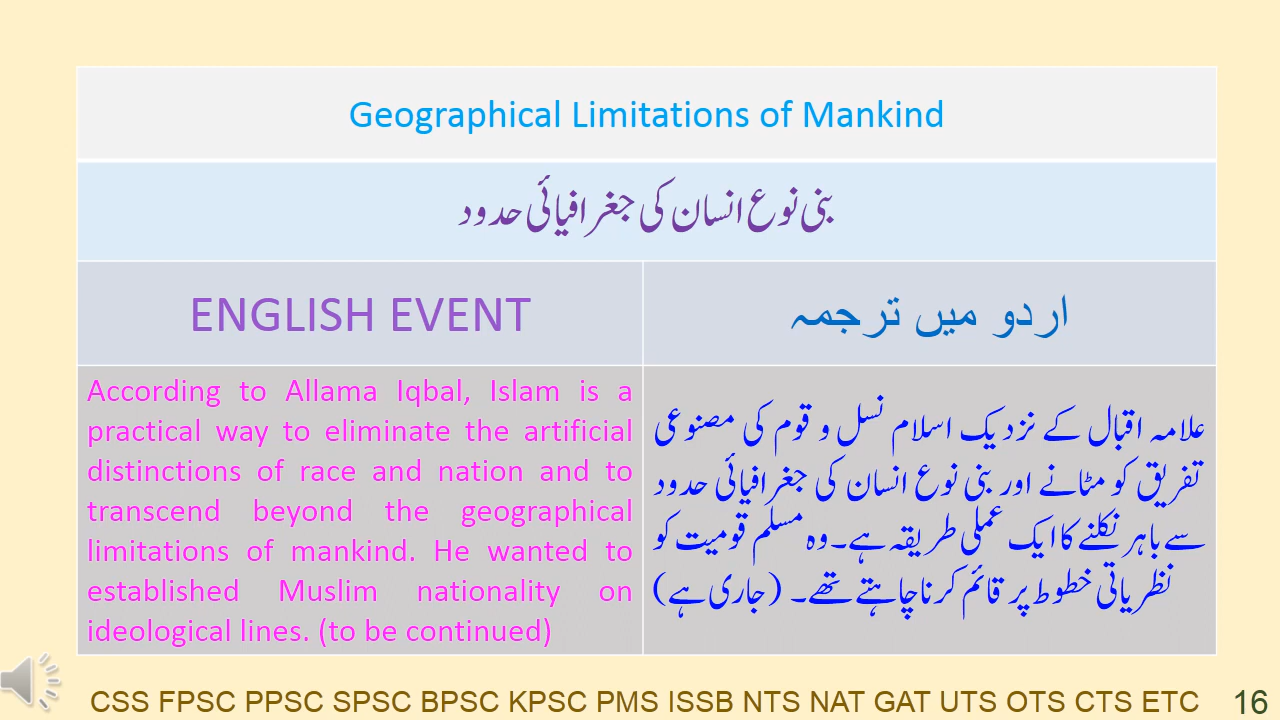 Geographical Limitations of Mankind
بنی نوع انسان کی جغرافیائی حدود
ENGLISH EVENT
اردو میں ترجمہ
According to Allama Iqbal, Islam is a
practical way to eliminate the artificial
distinctions of race and nation and to
transcend beyond the geographical
limitations of mankind. He wanted to
established Muslim nationality on
ideological lines. (to be continued)
علامہ اقبال کے نزدیک اسلام نسل و قوم کی مصنوعی
تفریق کو مٹانے اور بنی نوع انسان کی جغرافیائی حدود
سے باہر نکلنے کا ایک عملی طریقہ ہے۔ وہ مسلم قومیت کو
نظریاتی خطوط پر قائم کرنا چاہتے تھے۔ (جاری ہے)
CSS FPSC PPSC SPSC BPSC KPSC PMS ISSB NTS NAT GAT UTS OTS CTS ETC
16